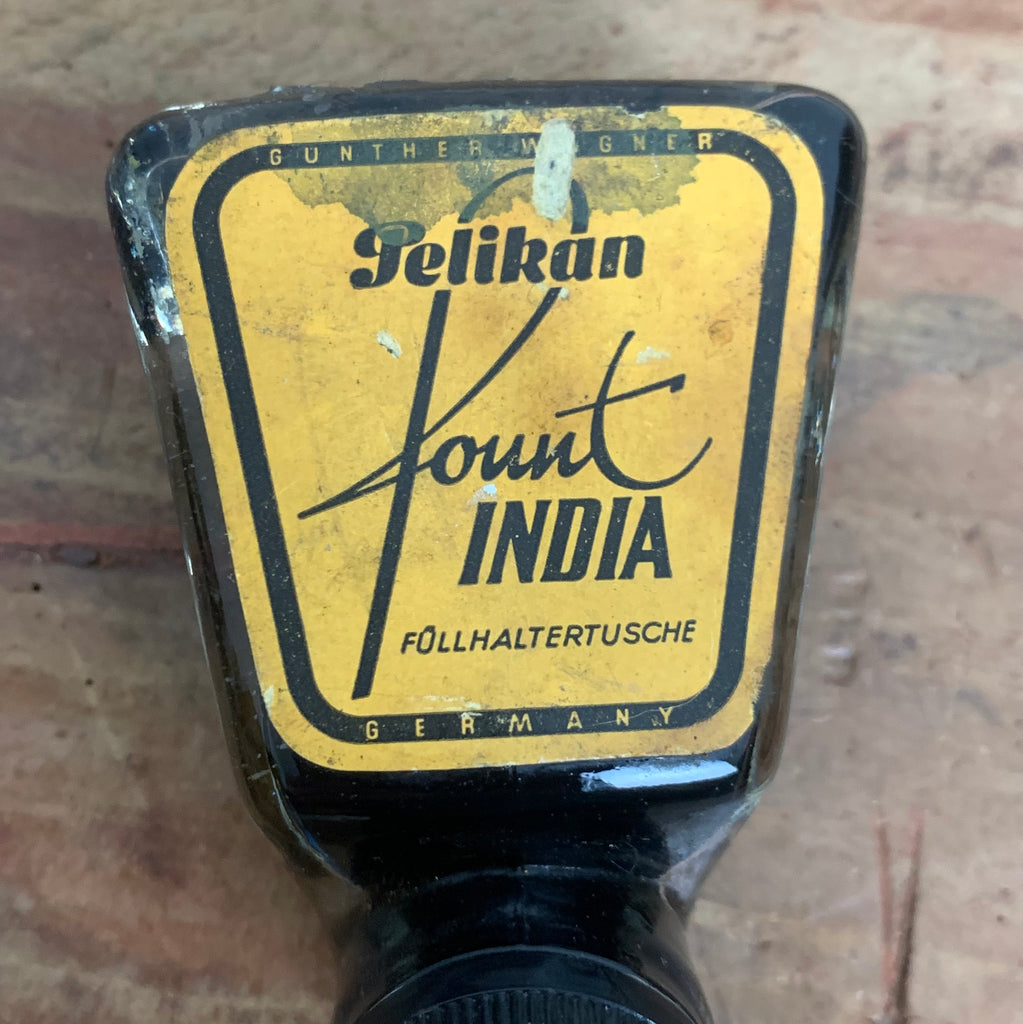 GUNTHER WAGNER
Pelikan
Fount
INDIA
FÜLLHALTERTUSCHE
GERMANY